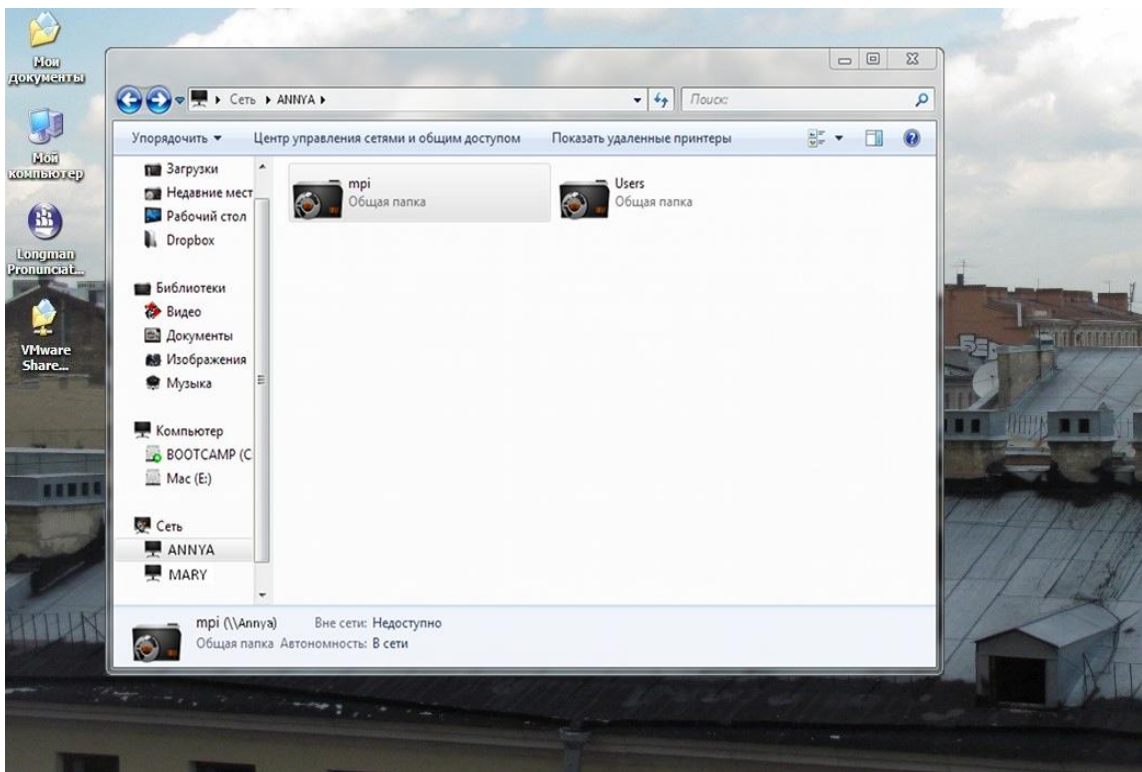 Мои
документы
Мой
компьютер
Longman
Pronunciat...
VMware
Share...
Сеть ANNYA
Поиск:
Упорядочить Центр управления сетями и общим доступом Показать удаленные принтеры
Загрузки
Недавние мест
Рабочий стол
Dropbox
Библиотеки
Видео
Документы
Изображения
Музыка
Компьютер
BOOTCAMP (C
Mac (E:)
Сеть
ANNYA
MARY
mpi
Общая папка
Users
Общая папка
mpi (\\Annya) Вне сети: Недоступно
Общая папка Автономность: В сети